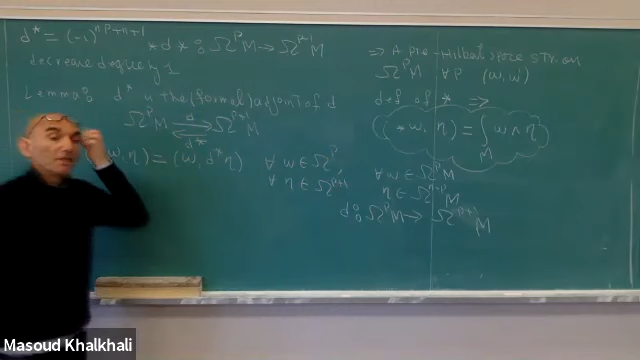 d* = (-1)^{np+n+1} * d * : Ω^p M → Ω^{p-1} M
decrease degree by 1
Lemma: d* is the (formal) adjoint of d
Ω^p M ⇄ Ω^{p+1} M
d
d*
w, η) = (w, d* η) ∀ w ∈ Ω^p,
∀ η ∈ Ω^{p+1}
⇒ A pre-Hilbert space str. on
Ω^p M ∀ p (w, w')
def of * ⇒
(*w, η) = ∫_M w ∧ η
∀ w ∈ Ω^p M
η ∈ Ω^{n-p} M
d: Ω^p M → Ω^{p+1} M
Masoud Khalkhali